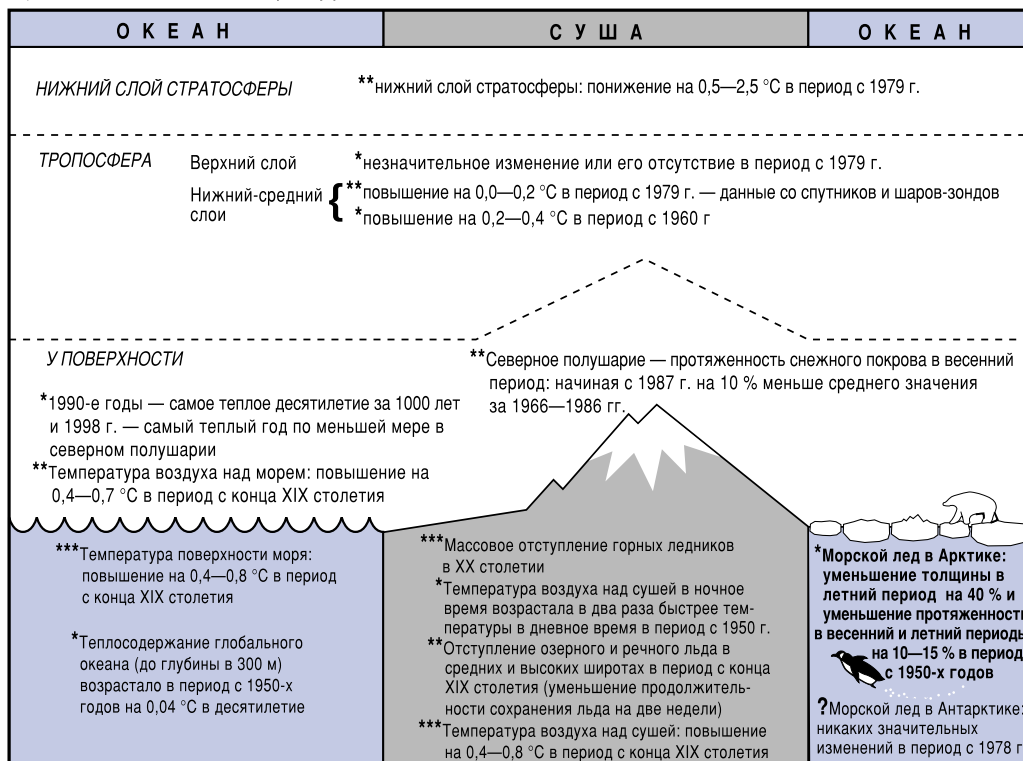 ОКЕАН
СУША
ОКЕАН
НИЖНИЙ СЛОЙ СТРАТОСФЕРЫ
**нижний слой стратосферы: понижение на 0,5—2,5 °C в период с 1979 г.
ТРОПОСФЕРА
Верхний слой
*незначительное изменение или его отсутствие в период с 1979 г.
Нижний-средний
слои
{
**повышение на 0,0—0,2 °C в период с 1979 г. — данные со спутников и шаров-зондов
*повышение на 0,2—0,4 °C в период с 1960 г
У ПОВЕРХНОСТИ
**Северное полушарие — протяженность снежного покрова в весенний
период: начиная с 1987 г. на 10 % меньше среднего значения
за 1966—1986 гг.
*1990-е годы — самое теплое десятилетие за 1000 лет
и 1998 г. — самый теплый год по меньшей мере в
северном полушарии
**Температура воздуха над морем: повышение на
0,4—0,7 °C в период с конца XIX столетия
***Температура поверхности моря:
повышение на 0,4—0,8 °C в период
с конца XIX столетия
*Теплосодержание глобального
океана (до глубины в 300 м)
возрастало в период с 1950-х
годов на 0,04 °C в десятилетие
***Массовое отступление горных ледников
в XX столетии
*Температура воздуха над сушей в ночное
время возрастала в два раза быстрее тем-
пературы в дневное время в период с 1950 г.
**Отступление озерного и речного льда в
средних и высоких широтах в период с конца
XIX столетия (уменьшение продолжитель-
ности сохранения льда на две недели)
***Температура воздуха над сушей: повышение
на 0,4—0,8 °C в период с конца XIX столетия
*Морской лед в Арктике:
уменьшение толщины в
летний период на 40 % и
уменьшение протяженност
в весенний и летний периоды
на 10—15 % в период
с 1950-х годов
?Морской лед в Антарктике:
никаких значительных
изменений в период с 1978 г